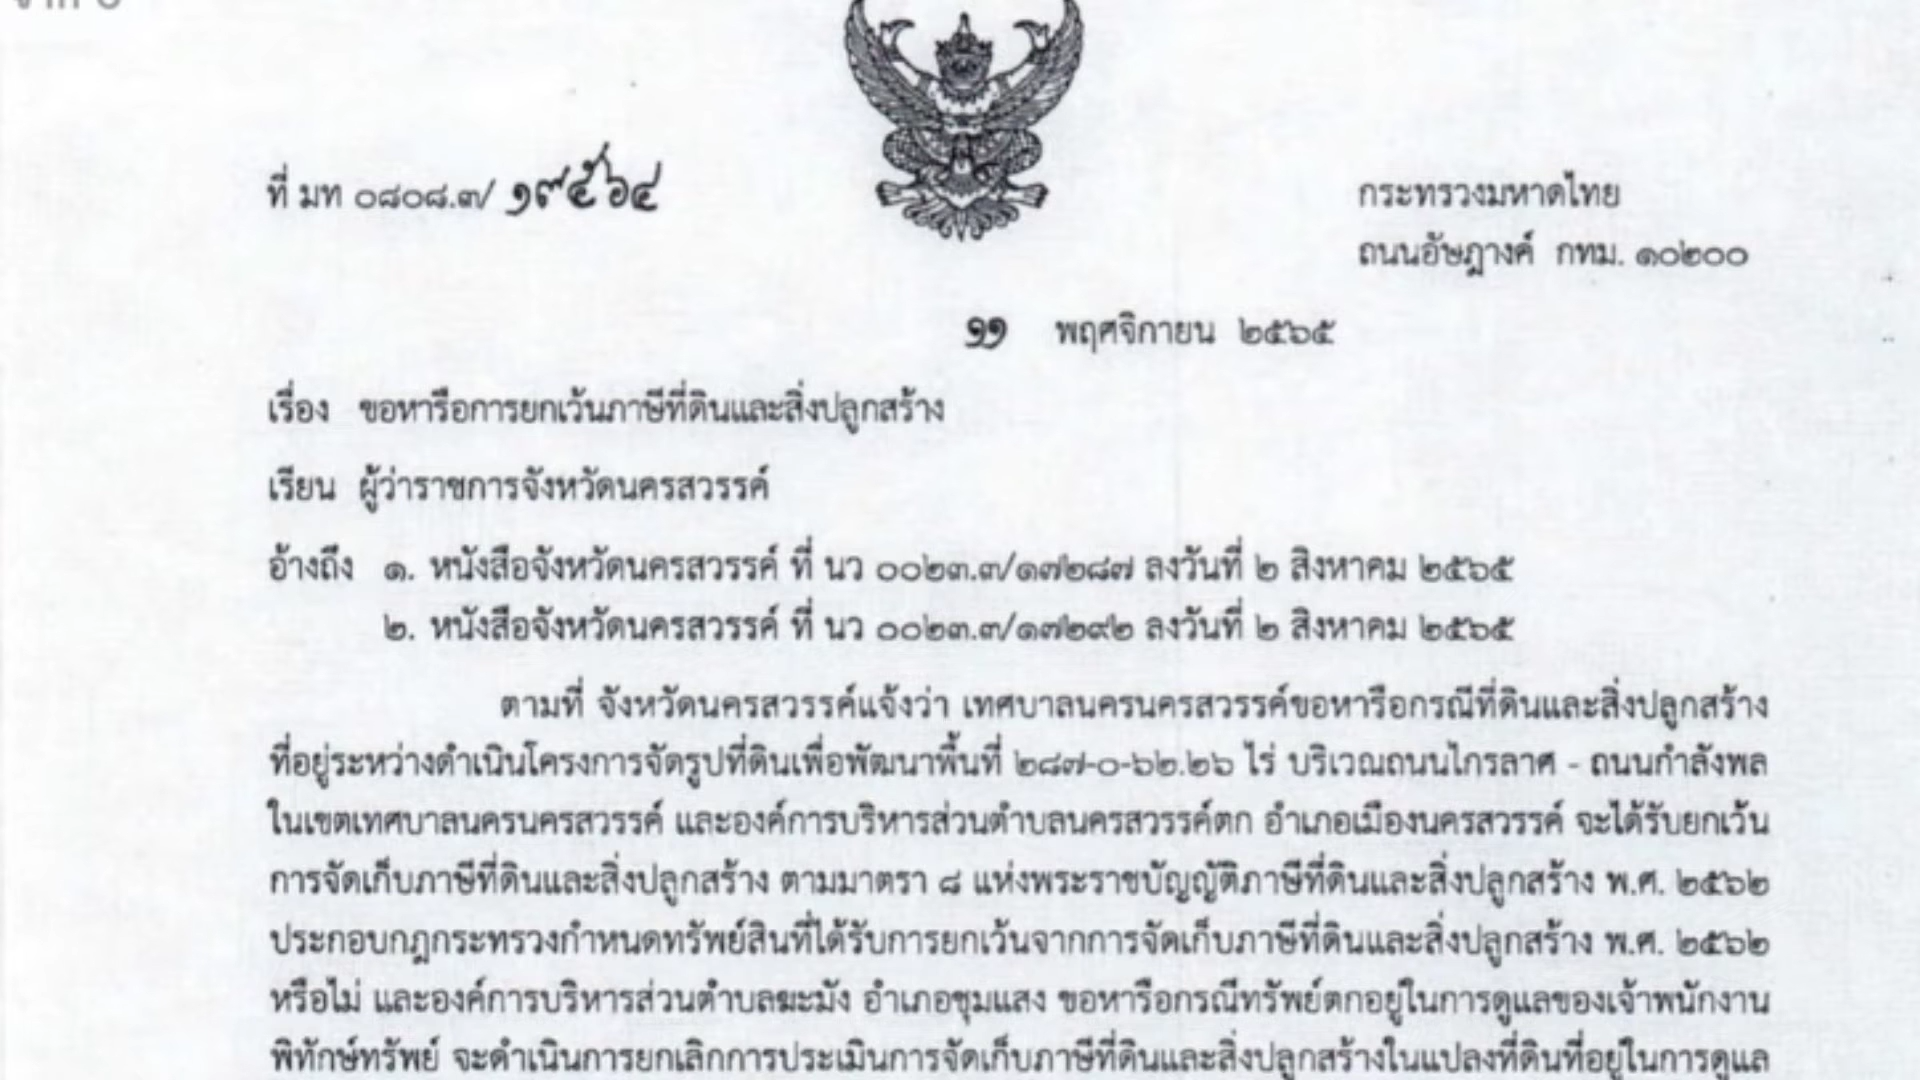 ที่ มท ๐๘๐๘.๓/ ๑๙๕๖๔
กระทรวงมหาดไทย
ถนนอัษฎางค์ กทม. ๑๐๒๐๐
๑๑ พฤศจิกายน ๒๕๖๕
เรื่อง ขอหารือการยกเว้นภาษีที่ดินและสิ่งปลูกสร้าง
เรียน ผู้ว่าราชการจังหวัดนครสวรรค์
อ้างถึง ๑. หนังสือจังหวัดนครสวรรค์ ที่ นว ๐๐๒๓.๓/๑๗๒๘๗ ลงวันที่ ๒ สิงหาคม ๒๕๖๕
๒. หนังสือจังหวัดนครสวรรค์ ที่ นว ๐๐๒๓.๓/๑๗๒๙๒ ลงวันที่ ๒ สิงหาคม ๒๕๖๕
ตามที่ จังหวัดนครสวรรค์แจ้งว่า เทศบาลนครนครสวรรค์ขอหารือกรณีที่ดินและสิ่งปลูกสร้าง
ที่อยู่ระหว่างดำเนินโครงการจัดรูปที่ดินเพื่อพัฒนาพื้นที่ ๒๘๗-๐-๖๒.๒๖ ไร่ บริเวณถนนไกรลาศ - ถนนกำลังพล
ในเขตเทศบาลนครนครสวรรค์ และองค์การบริหารส่วนตำบลนครสวรรค์ตก อำเภอเมืองนครสวรรค์ จะได้รับยกเว้น
การจัดเก็บภาษีที่ดินและสิ่งปลูกสร้าง ตามมาตรา ๘ แห่งพระราชบัญญัติภาษีที่ดินและสิ่งปลูกสร้าง พ.ศ. ๒๕๖๒
ประกอบกฎกระทรวงกำหนดทรัพย์สินที่ได้รับการยกเว้นจากการจัดเก็บภาษีที่ดินและสิ่งปลูกสร้าง พ.ศ. ๒๕๖๒
หรือไม่ และองค์การบริหารส่วนตำบลฆะมัง อำเภอชุมแสง ขอหารือกรณีทรัพย์ตกอยู่ในการดูแลของเจ้าพนักงาน
พิทักษ์ทรัพย์ จะดำเนินการยกเลิกการประเมินการจัดเก็บภาษีที่ดินและสิ่งปลูกสร้างในแปลงที่ดินที่อยู่ในการดูแล